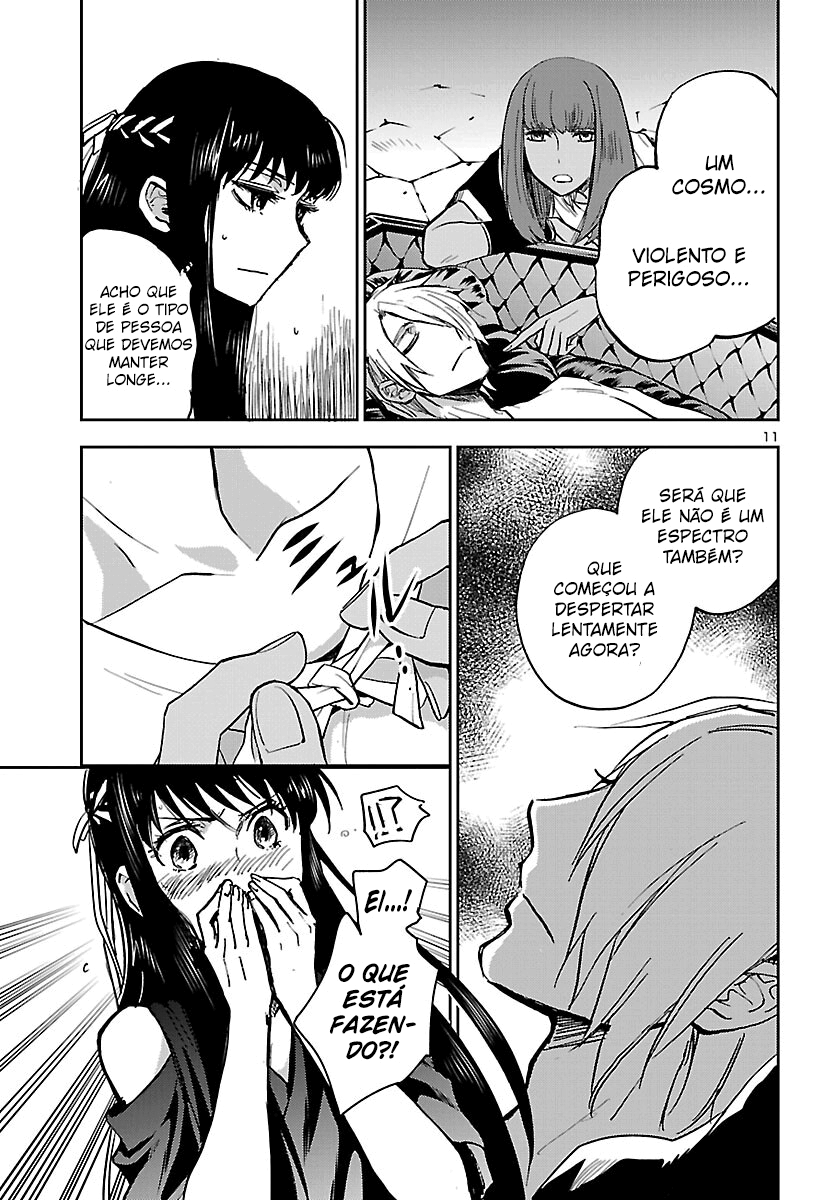 UM
COSMO...
VIOLENTO E
PERIGOSO...
ACHO QUE
ELE É O TIPO
DE PESSOA
QUE DEVEMOS
MANTER
LONGE...
11
SERÁ QUE
ELE NÃO É UM
ESPECTRO
TAMBÉM?
QUE
COMEÇOU A
DESPERTAR
LENTAMENTE
AGORA?
!!?
EI...!
O QUE
ESTÁ
FAZEN-
DO?!